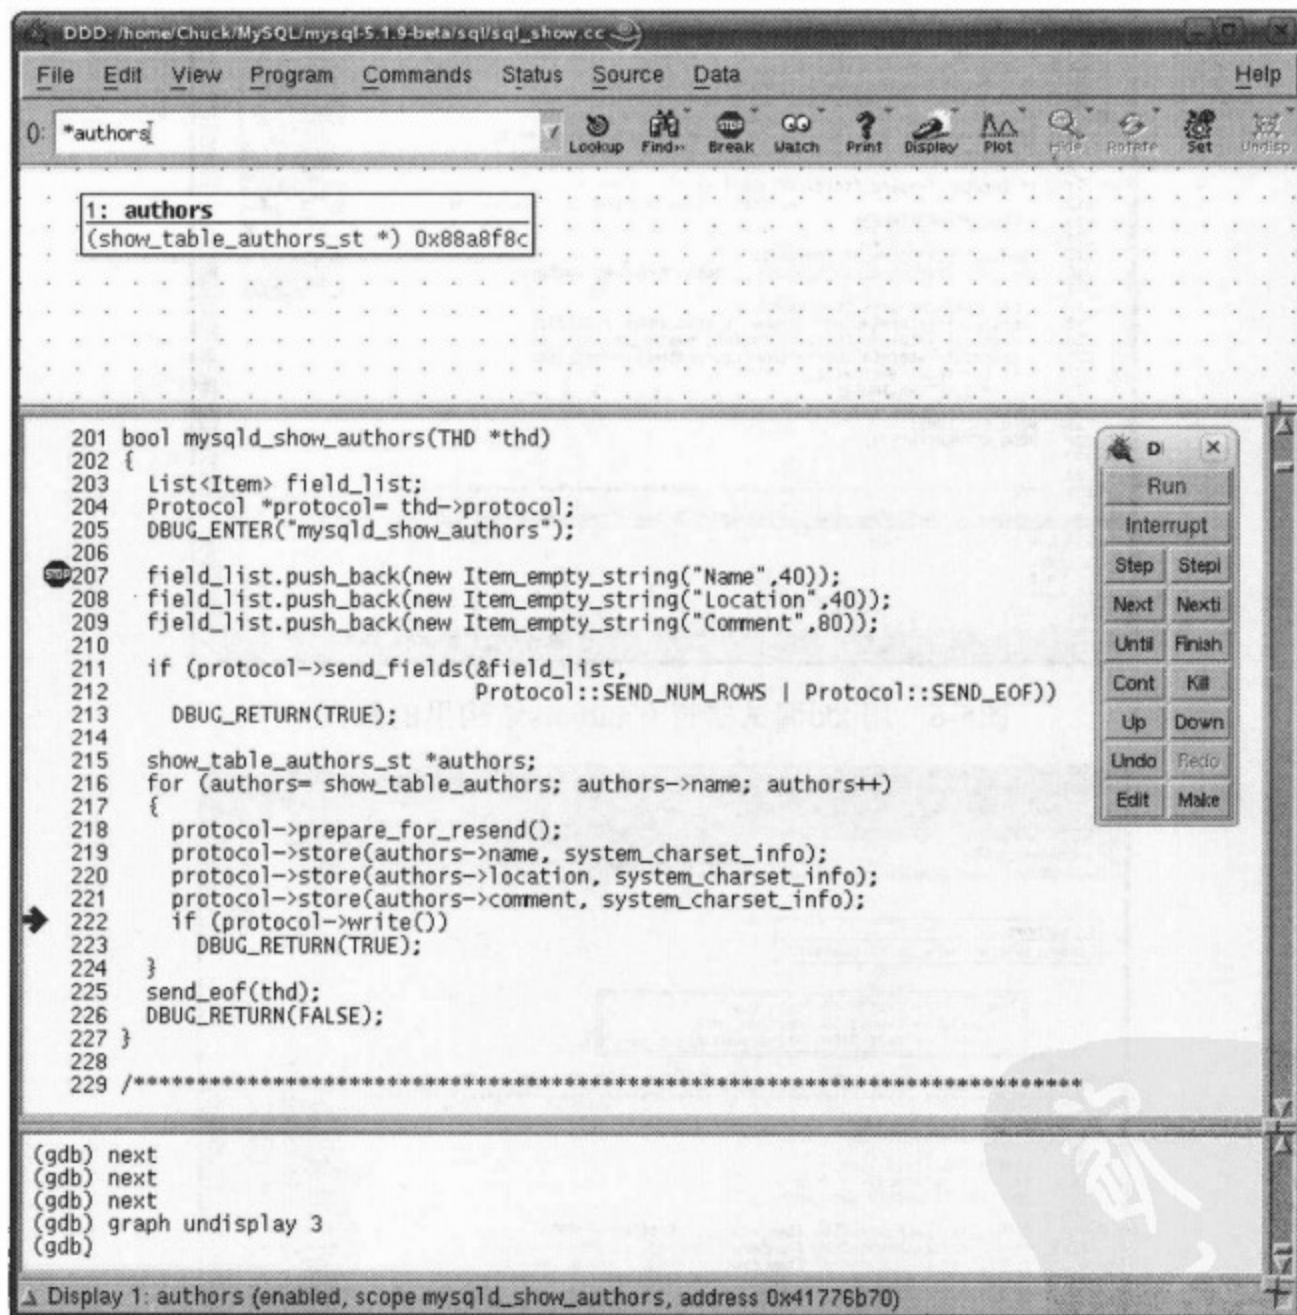 DDD: /home/Chuck/MySQL/mysql-5.1.9-beta/sql/sql_show.cc
File Edit View Program Commands Status Source Data Help
(): *authors
Lookup Find» Break Watch Print Display Plot Hide Rotate Set Undisp
1: authors
(show_table_authors_st *) 0x88a8f8c
201 bool mysqld_show_authors(THD *thd)
202 {
203 List<Item> field_list;
204 Protocol *protocol= thd->protocol;
205 DBUG_ENTER("mysqld_show_authors");
206
STOP 207 field_list.push_back(new Item_empty_string("Name",40));
208 field_list.push_back(new Item_empty_string("Location",40));
209 field_list.push_back(new Item_empty_string("Comment",80));
210
211 if (protocol->send_fields(&field_list,
212 Protocol::SEND_NUM_ROWS | Protocol::SEND_EOF))
213 DBUG_RETURN(TRUE);
214
215 show_table_authors_st *authors;
216 for (authors= show_table_authors; authors->name; authors++)
217 {
218 protocol->prepare_for_resend();
219 protocol->store(authors->name, system_charset_info);
220 protocol->store(authors->location, system_charset_info);
221 protocol->store(authors->comment, system_charset_info);
222 if (protocol->write())
223 DBUG_RETURN(TRUE);
224 }
225 send_eof(thd);
226 DBUG_RETURN(FALSE);
227 }
228
229 /***************************************************************************
D
Run
Interrupt
Step Stepi
Next Nexti
Until Finish
Cont Kill
Up Down
Undo Redo
Edit Make
(gdb) next
(gdb) next
(gdb) next
(gdb) graph undisplay 3
(gdb)
Display 1: authors (enabled, scope mysqld_show_authors, address 0x41776b70)